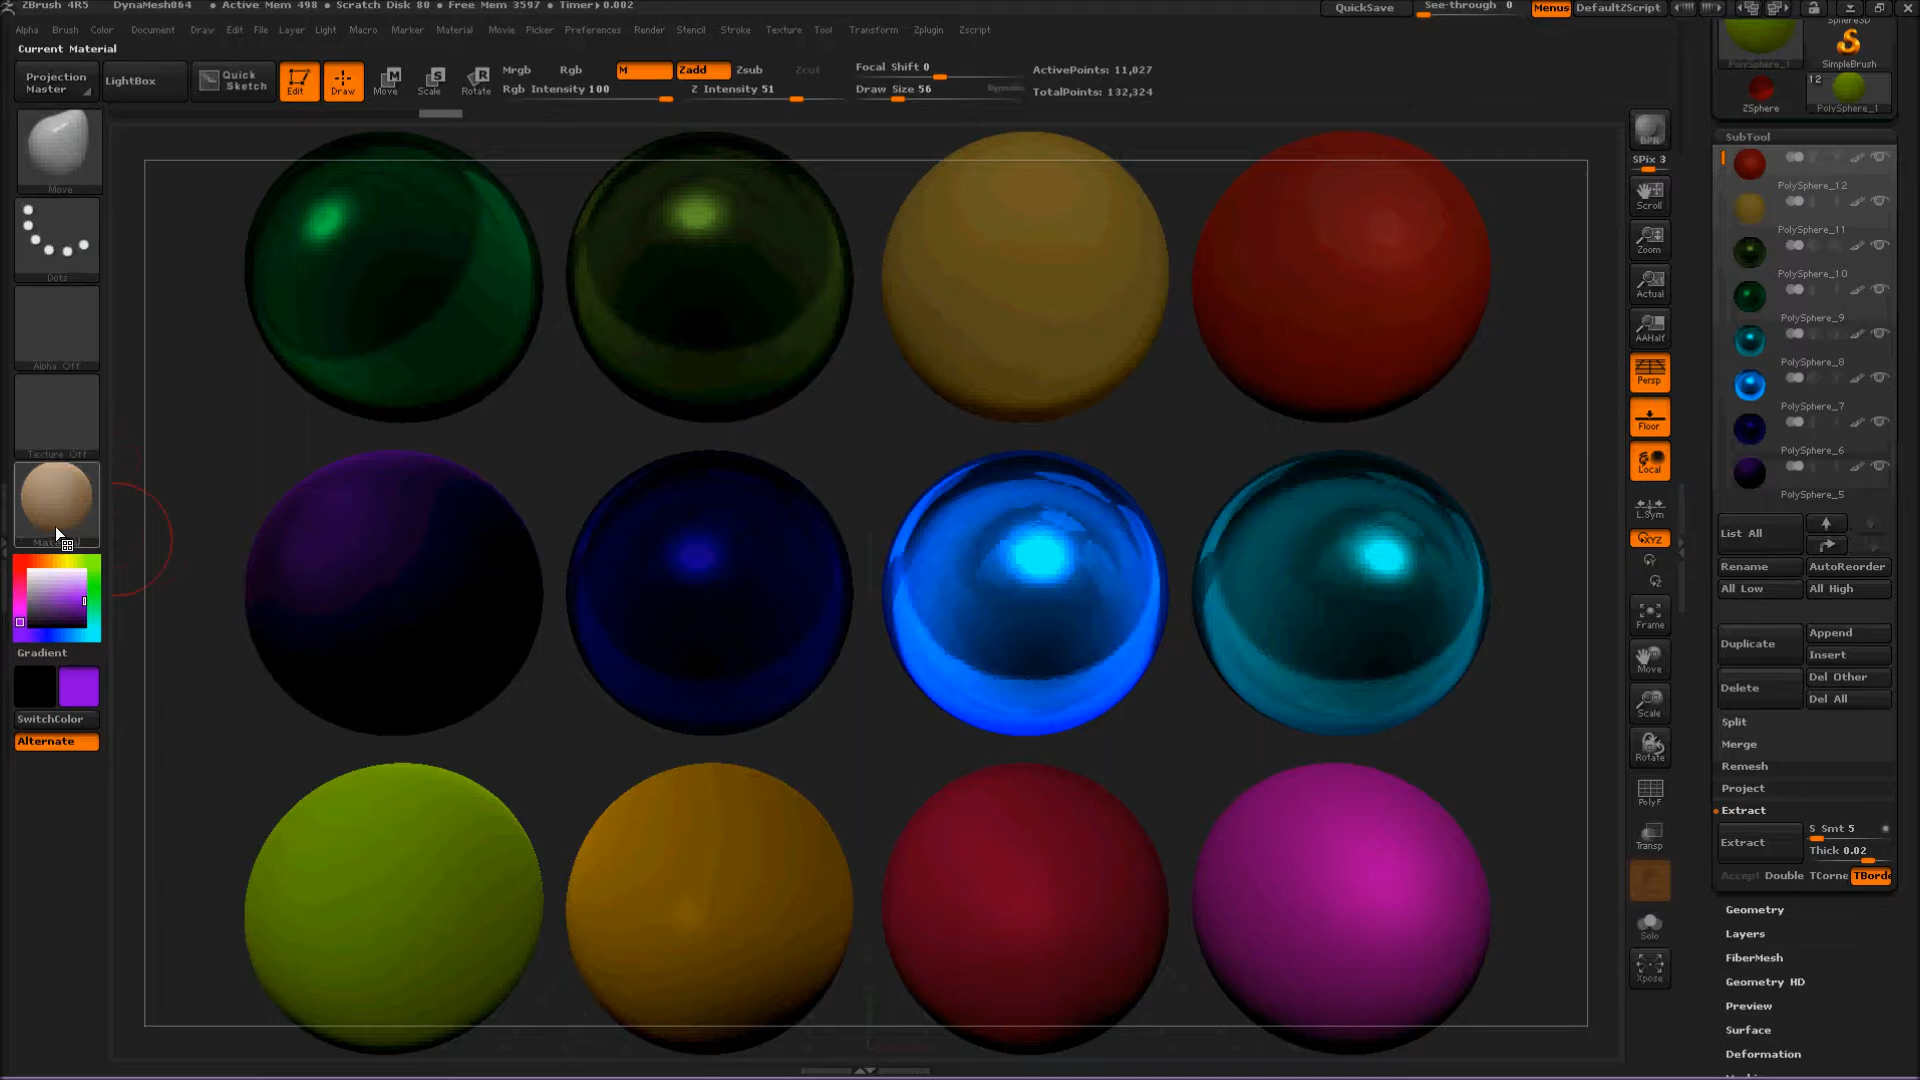 ZBrush 4R5 DynaMesh064 • Active Mem 498 • Scratch Disk 80 • Free Mem 3597 • Timer▸0.002 QuickSave See-through 0 Menus DefaultZScript
Alpha Brush Color Document Draw Edit File Layer Light Macro Marker Material Movie Picker Preferences Render Stencil Stroke Texture Tool Transform Zplugin Zscript
Current Material
Projection Master
LightBox
Quick Sketch
Edit
Draw
Move
Scale
Rotate
Mrgb Rgb M Zadd Zsub Zcut
Rgb Intensity 100 Z Intensity 51
Focal Shift 0
Draw Size 56 Dynamic
ActivePoints: 11,027
TotalPoints: 132,324
Move
Dots
Alpha Off
Texture Off
Gradient
SwitchColor
Alternate
BPR
SPix 3
Scroll
Zoom
Actual
AAHalf
Persp
Floor
Local
L.Sym
XYZ
Frame
Move
Scale
Rotate
PolyF
Transp
Solo
Xpose
Sphere3D
PolySphere_1 SimpleBrush
12
ZSphere PolySphere_1
SubTool
PolySphere_12
PolySphere_11
PolySphere_10
PolySphere_9
PolySphere_8
PolySphere_7
PolySphere_6
PolySphere_5
List All
Rename AutoReorder
All Low All High
Duplicate Append
Insert
Delete Del Other
Del All
Split
Merge
Remesh
Project
Extract
Extract S Smt 5
Thick 0.02
Accept Double TCorne TBorde
Geometry
Layers
FiberMesh
Geometry HD
Preview
Surface
Deformation